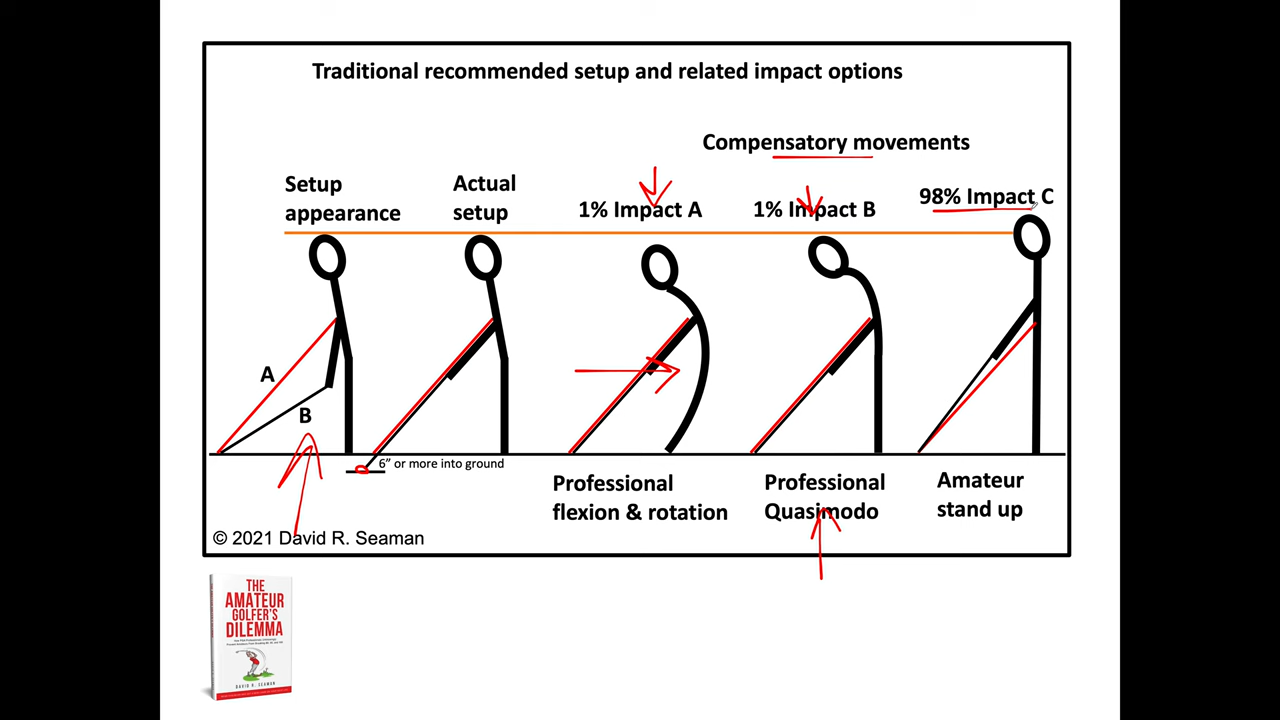 Traditional recommended setup and related impact options
Compensatory movements
Setup
appearance
Actual
setup
1% Impact A
1% Impact B
98% Impact C
A
B
6” or more into ground
Professional
flexion & rotation
Professional
Quasimodo
Amateur
stand up
© 2021 David R. Seaman
THE
AMATEUR
GOLFER'S
DILEMMA
DAVID R. SEAMAN